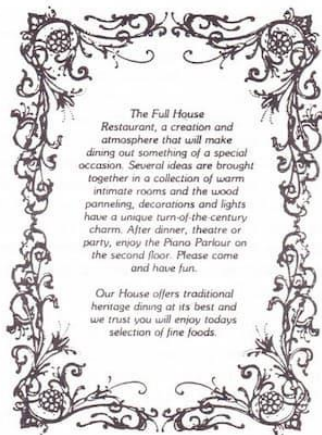 The Full House
Restaurant, a creation and
atmosphere that will make
dining out something of a special
occasion. Several ideas are brought
together in a collection of warm
intimate rooms and the wood
panneling, decorations and lights
have a unique turn-of-the-century
charm. After dinner, theatre or
party, enjoy the Piano Parlour on
the second floor. Please come
and have fun.
Our House offers traditional
heritage dining at its best and
we trust you will enjoy todays
selection of fine foods.